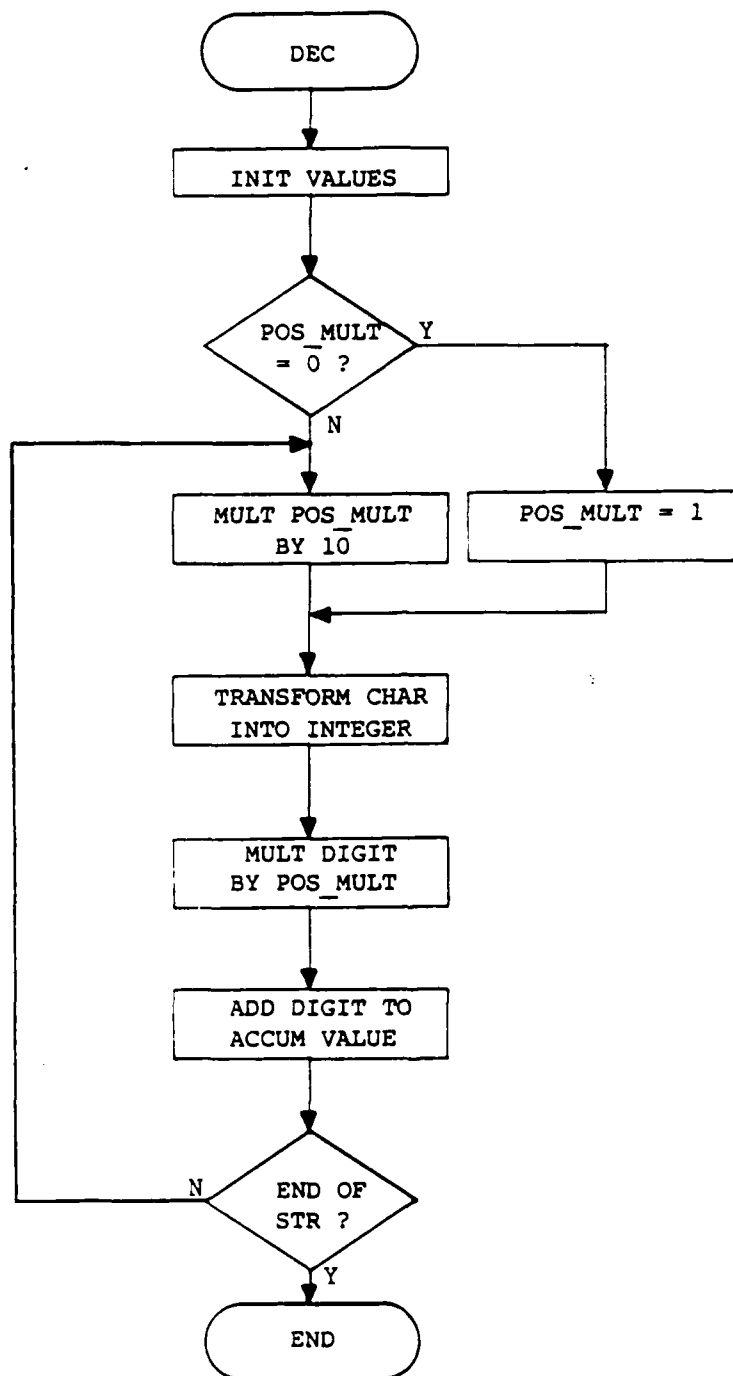 DEC
INIT VALUES
POS_MULT
= 0 ?
Y
N
MULT POS_MULT
BY 10
POS_MULT = 1
TRANSFORM CHAR
INTO INTEGER
MULT DIGIT
BY POS_MULT
ADD DIGIT TO
ACCUM VALUE
N
END OF
STR ?
Y
END